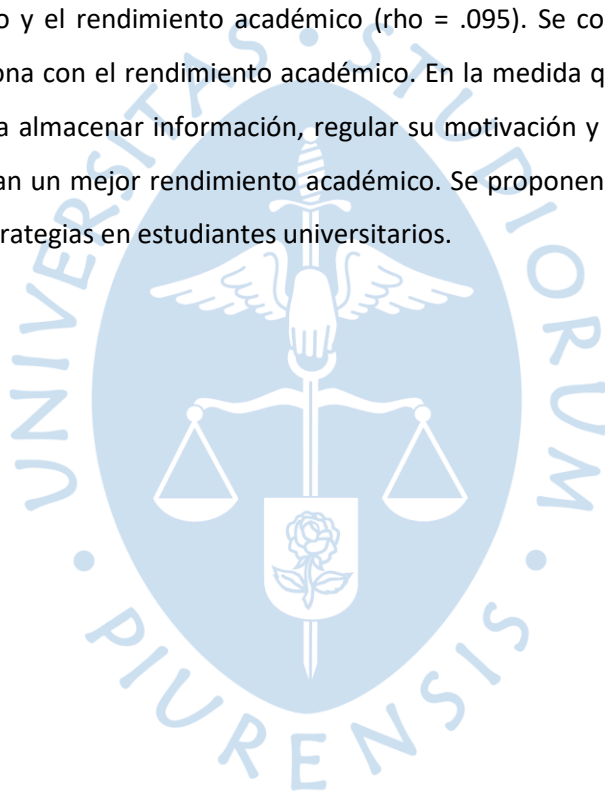 o y el rendimiento académico (rho = .095). Se co
ona con el rendimiento académico. En la medida q
a almacenar información, regular su motivación y
an un mejor rendimiento académico. Se proponen
trategias en estudiantes universitarios.
UNIVERSITAS • STUDIORUM • PIURENSIS •